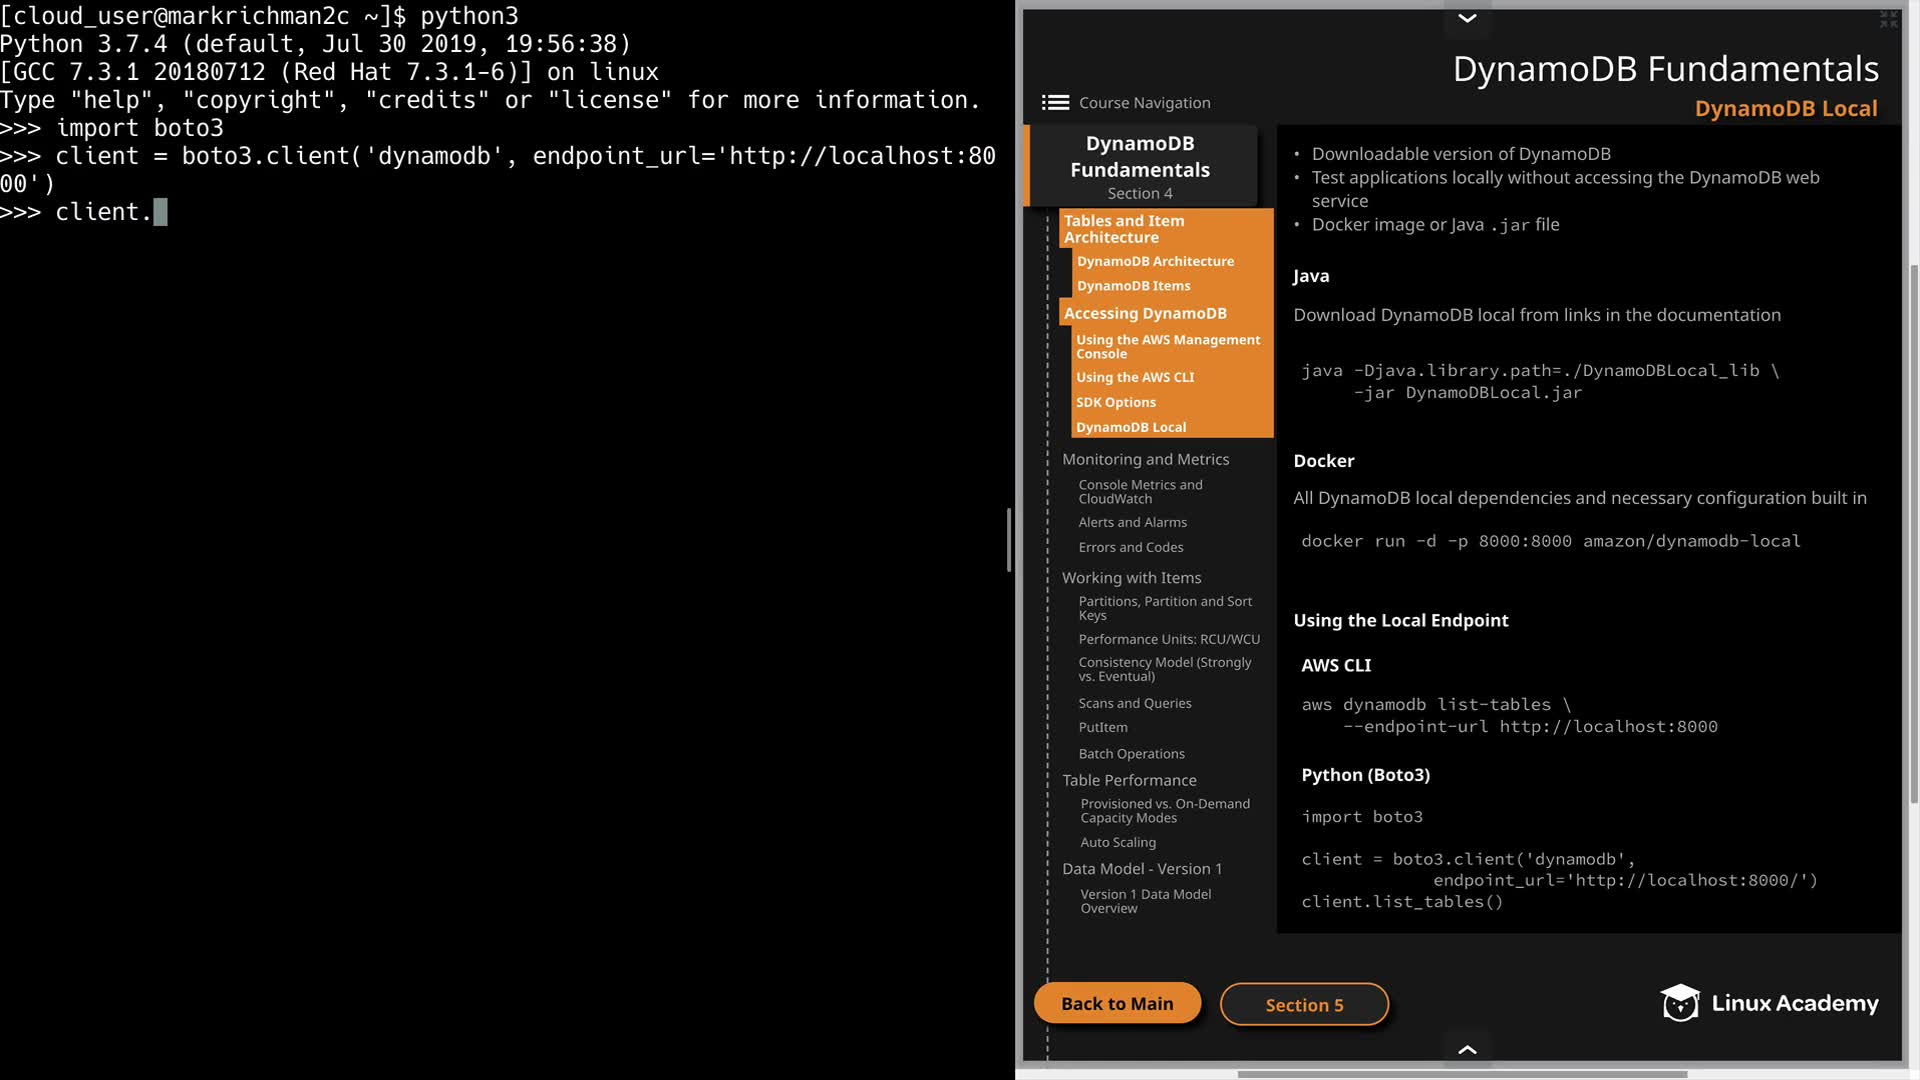 [cloud_user@markrichman2c ~]$ python3
Python 3.7.4 (default, Jul 30 2019, 19:56:38)
[GCC 7.3.1 20180712 (Red Hat 7.3.1-6)] on linux
Type "help", "copyright", "credits" or "license" for more information.
>>> import boto3
>>> client = boto3.client('dynamodb', endpoint_url='http://localhost:80
00')
>>> client.
DynamoDB Fundamentals
DynamoDB Local
Course Navigation
DynamoDB
Fundamentals
Section 4
Tables and Item
Architecture
DynamoDB Architecture
DynamoDB Items
Accessing DynamoDB
Using the AWS Management
Console
Using the AWS CLI
SDK Options
DynamoDB Local
Monitoring and Metrics
Console Metrics and
CloudWatch
Alerts and Alarms
Errors and Codes
Working with Items
Partitions, Partition and Sort
Keys
Performance Units: RCU/WCU
Consistency Model (Strongly
vs. Eventual)
Scans and Queries
PutItem
Batch Operations
Table Performance
Provisioned vs. On-Demand
Capacity Modes
Auto Scaling
Data Model - Version 1
Version 1 Data Model
Overview
• Downloadable version of DynamoDB
• Test applications locally without accessing the DynamoDB web
service
• Docker image or Java .jar file
Java
Download DynamoDB local from links in the documentation
java -Djava.library.path=./DynamoDBLocal_lib \
-jar DynamoDBLocal.jar
Docker
All DynamoDB local dependencies and necessary configuration built in
docker run -d -p 8000:8000 amazon/dynamodb-local
Using the Local Endpoint
AWS CLI
aws dynamodb list-tables \
--endpoint-url http://localhost:8000
Python (Boto3)
import boto3
client = boto3.client('dynamodb',
endpoint_url='http://localhost:8000/')
client.list_tables()
Back to Main
Section 5
Linux Academy